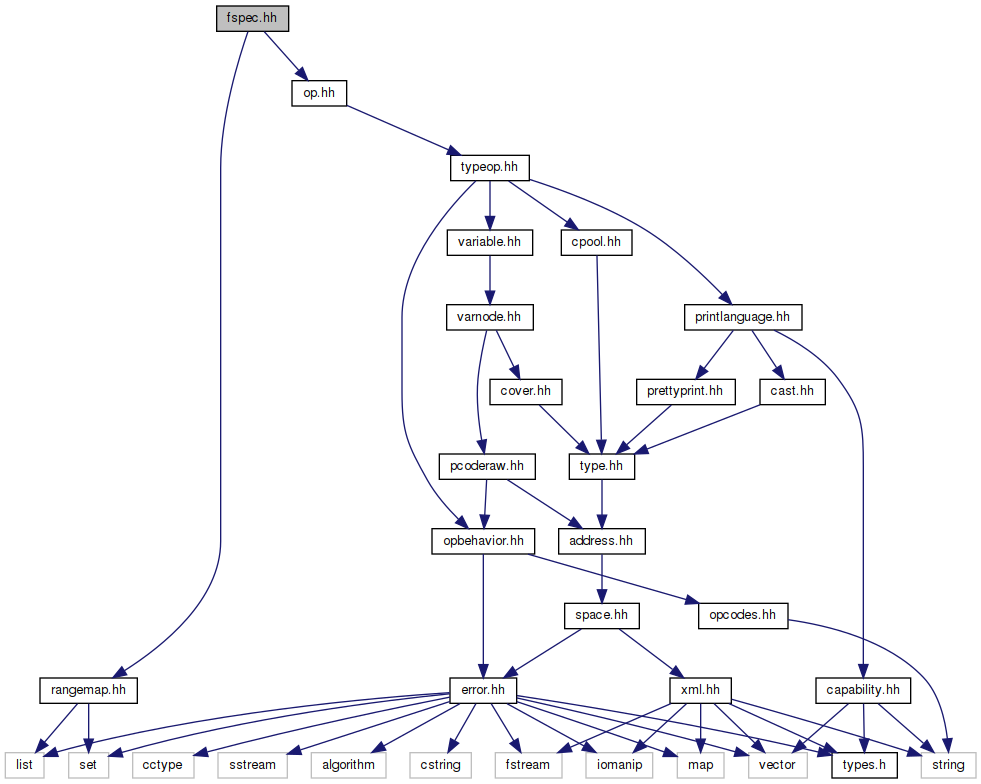 fspec.hh
op.hh
typeop.hh
variable.hh
cpool.hh
varnode.hh
printlanguage.hh
cover.hh
prettyprint.hh
cast.hh
pcoderaw.hh
type.hh
opbehavior.hh
address.hh
space.hh
opcodes.hh
rangemap.hh
error.hh
xml.hh
capability.hh
list
set
cctype
sstream
algorithm
cstring
fstream
iomanip
map
vector
types.h
string